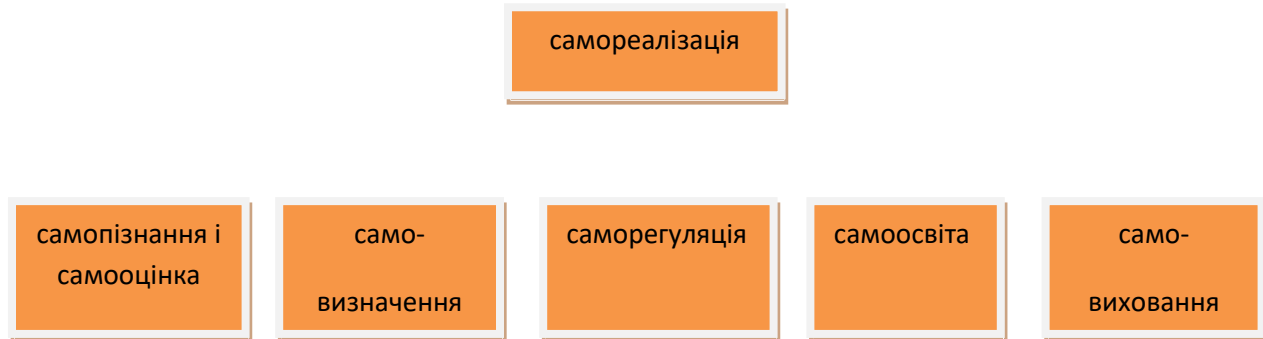 самореалізація
самопізнання і
самооцінка
само-
визначення
саморегуляція
самоосвіта
само-
виховання